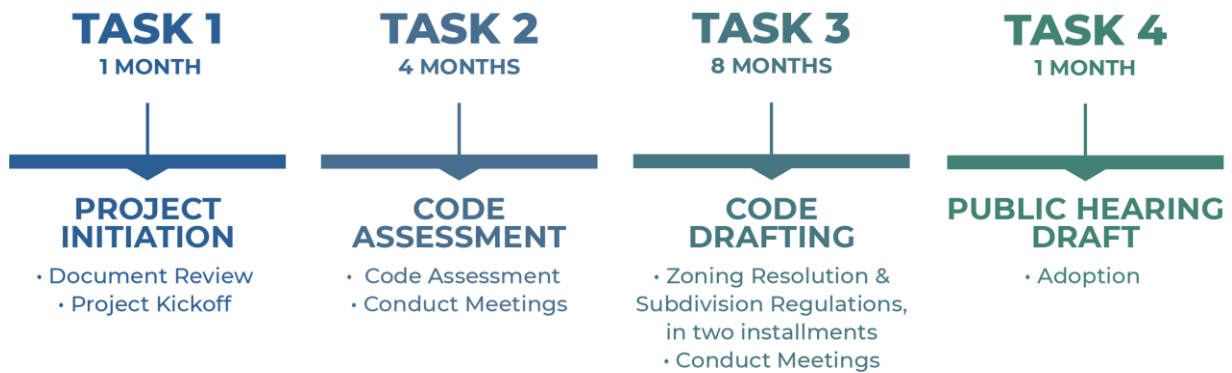 TASK 1
1 MONTH
PROJECT
INITIATION
• Document Review
• Project Kickoff
TASK 2
4 MONTHS
CODE
ASSESSMENT
• Code Assessment
• Conduct Meetings
TASK 3
8 MONTHS
CODE
DRAFTING
• Zoning Resolution &
Subdivision Regulations,
in two installments
• Conduct Meetings
TASK 4
1 MONTH
PUBLIC HEARING
DRAFT
• Adoption